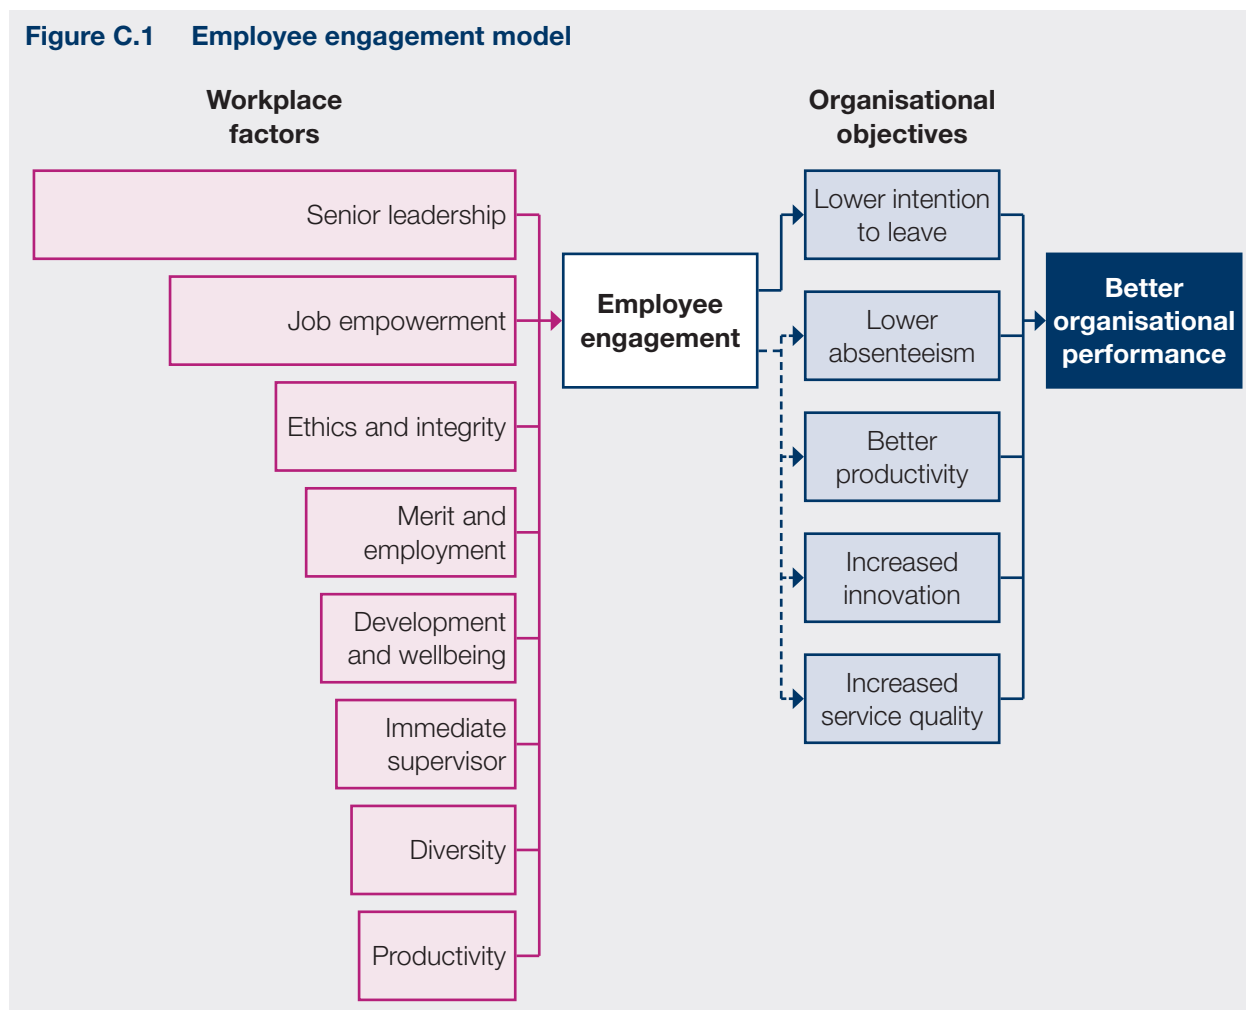 Figure C.1 Employee engagement model
Workplace
factors
Senior leadership
Job empowerment
Ethics and integrity
Merit and
employment
Development
and wellbeing
Immediate
supervisor
Diversity
Productivity
Employee
engagement
Organisational
objectives
Lower intention
to leave
Lower
absenteeism
Better
productivity
Increased
innovation
Increased
service quality
Better
organisational
performance